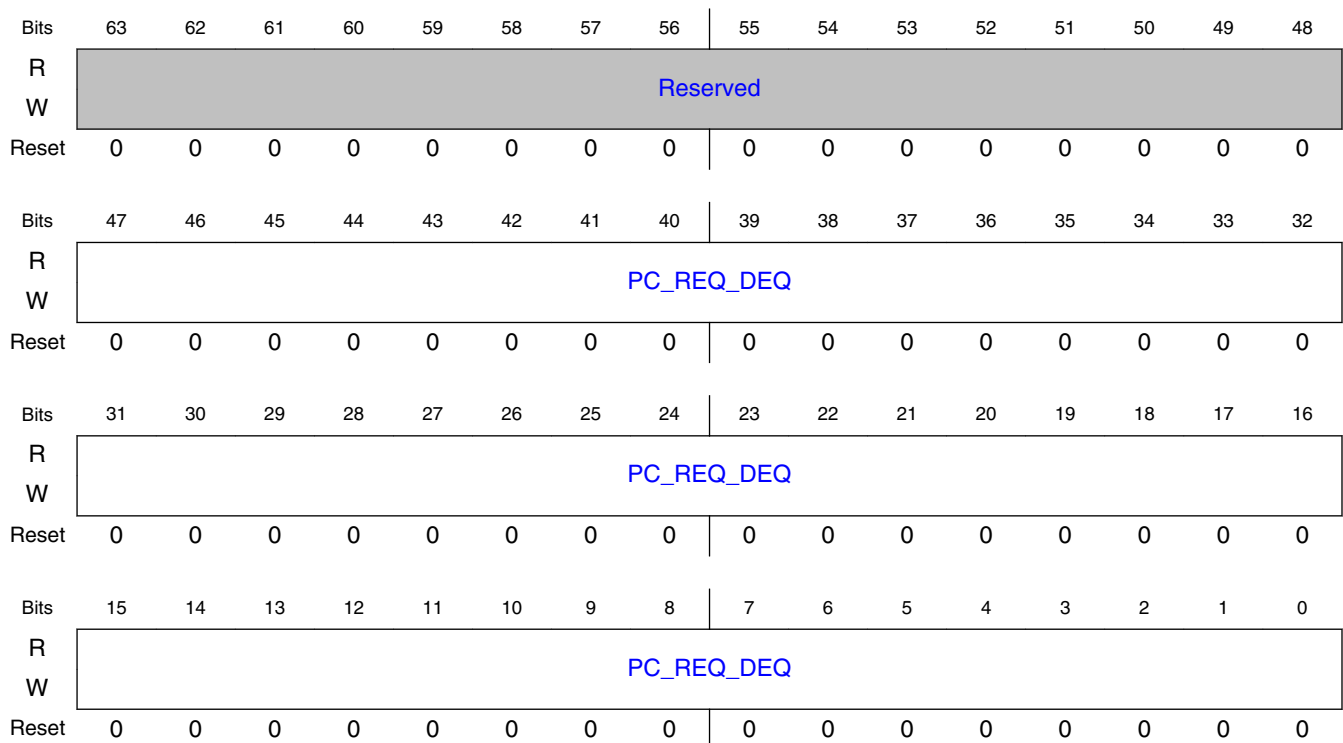 Bits 63 62 61 60 59 58 57 56 55 54 53 52 51 50 49 48
R
Reserved
W
Reset 0 0 0 0 0 0 0 0 0 0 0 0 0 0 0 0
Bits 47 46 45 44 43 42 41 40 39 38 37 36 35 34 33 32
R
PC_REQ_DEQ
W
Reset 0 0 0 0 0 0 0 0 0 0 0 0 0 0 0 0
Bits 31 30 29 28 27 26 25 24 23 22 21 20 19 18 17 16
R
PC_REQ_DEQ
W
Reset 0 0 0 0 0 0 0 0 0 0 0 0 0 0 0 0
Bits 15 14 13 12 11 10 9 8 7 6 5 4 3 2 1 0
R
PC_REQ_DEQ
W
Reset 0 0 0 0 0 0 0 0 0 0 0 0 0 0 0 0